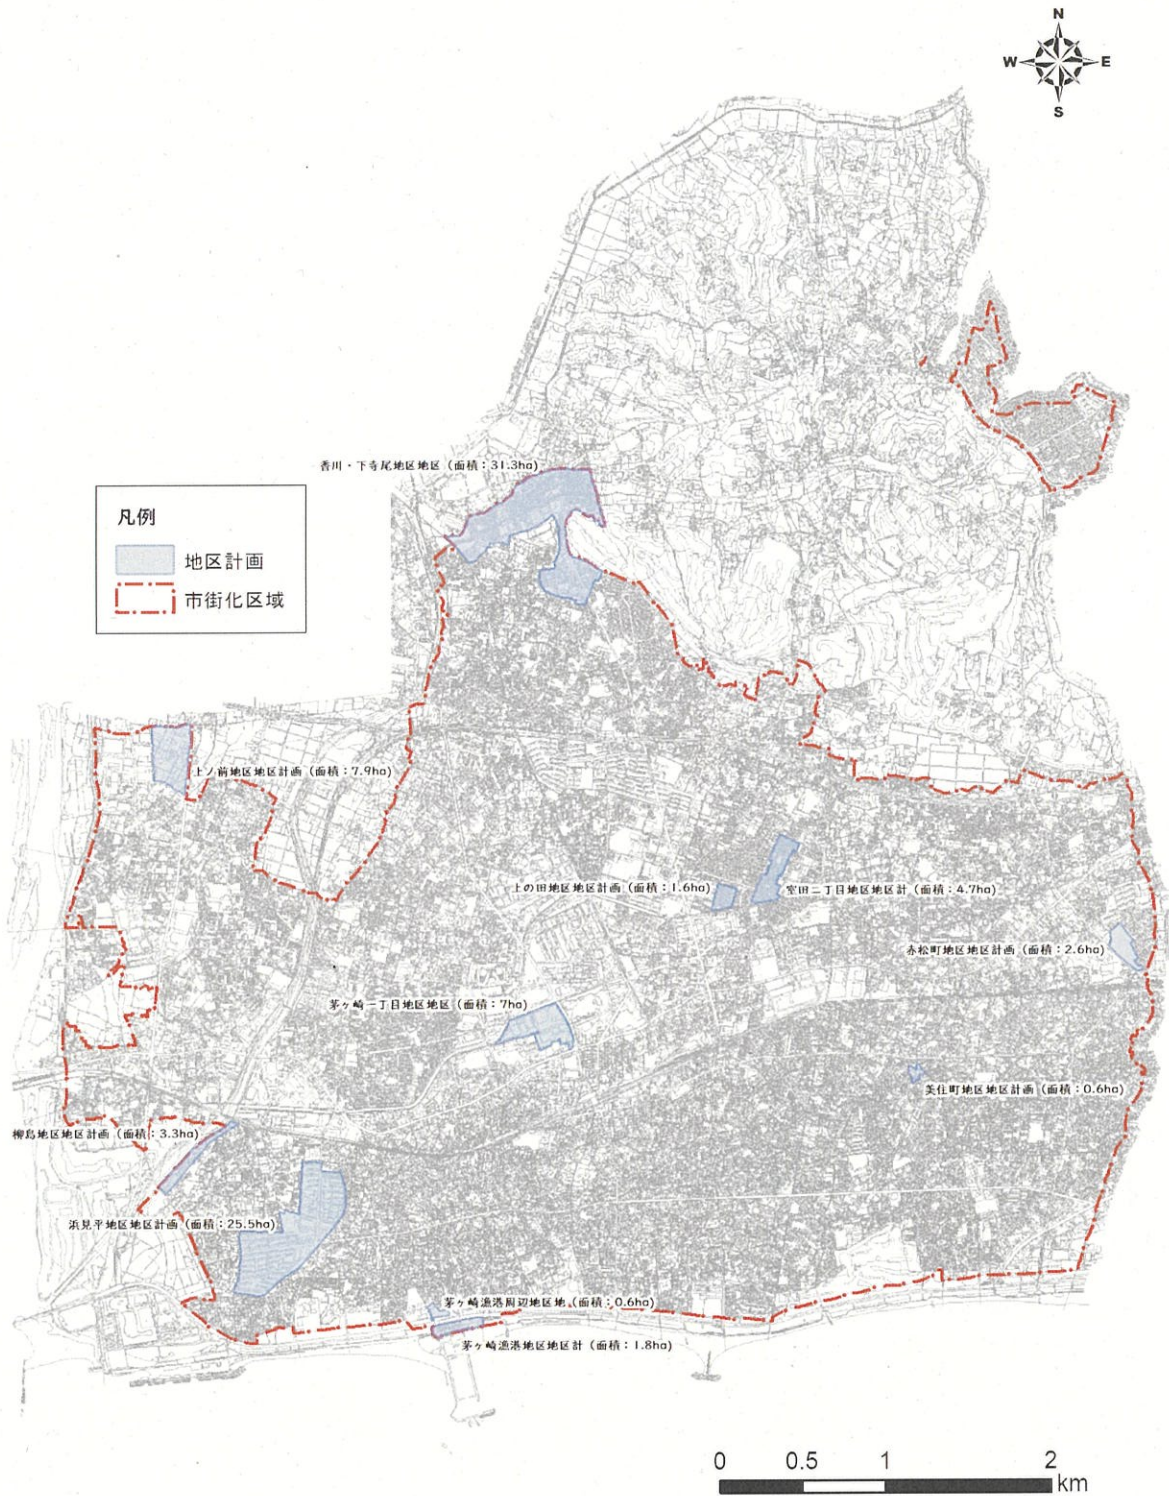 N
W E
S
香川・下寺尾地区地区（面積：31.3ha）
凡例
地区計画
市街化区域
上ノ前地区地区計画（面積：7.9ha）
上の田地区地区計画（面積：1.6ha）
室田二丁目地区地区計（面積：4.7ha）
赤松町地区地区計画（面積：2.6ha）
茅ヶ崎一丁目地区地区（面積：7ha）
美住町地区地区計画（面積：0.6ha）
柳島地区地区計画（面積：3.3ha）
浜見平地区地区計画（面積：25.5ha）
茅ヶ崎漁港周辺地区地（面積：0.6ha）
茅ヶ崎漁港地区地区計（面積：1.8ha）
0 0.5 1 2
km